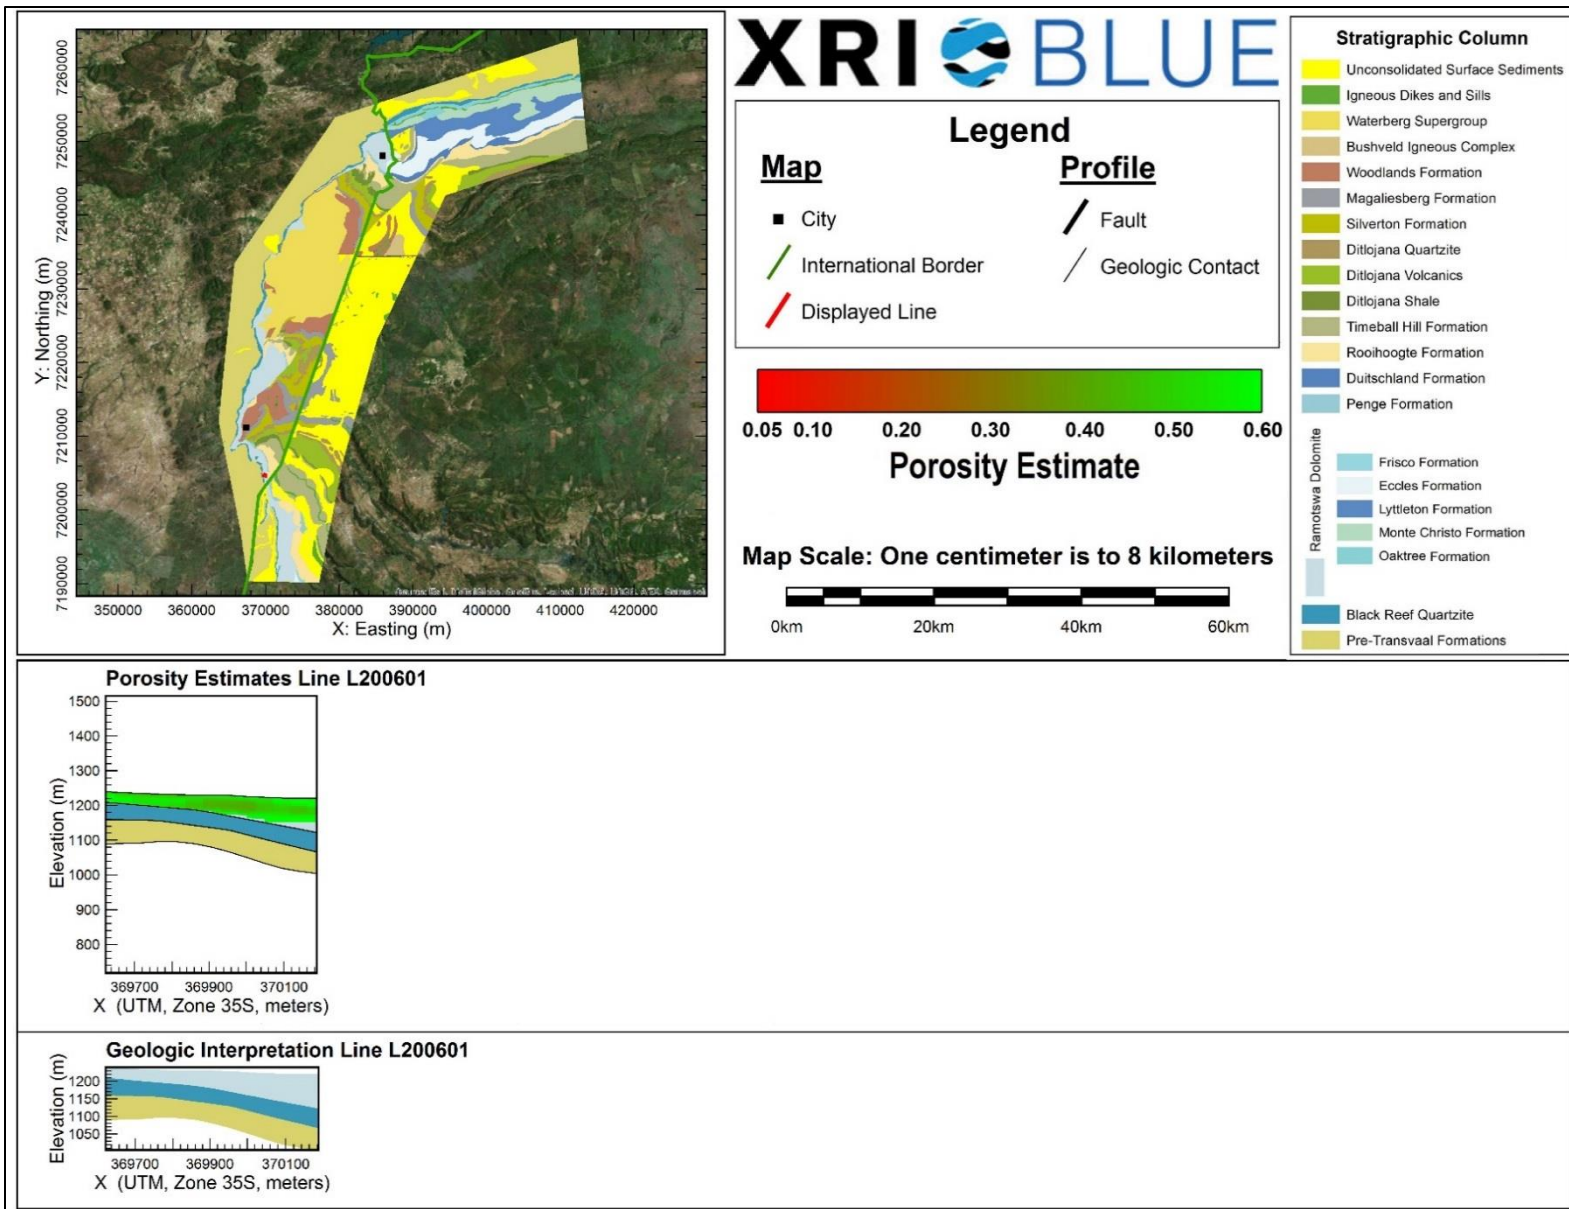 7260000
7250000
7240000
7230000
7220000
7210000
7200000
7190000
Y: Northing (m)
350000 360000 370000 380000 390000 400000 410000 420000
X: Easting (m)
XRI BLUE
Legend
Map
City
International Border
Displayed Line
Profile
Fault
Geologic Contact
0.05 0.10 0.20 0.30 0.40 0.50 0.60
Porosity Estimate
Map Scale: One centimeter is to 8 kilometers
0km 20km 40km 60km
Stratigraphic Column
Unconsolidated Surface Sediments
Igneous Dikes and Sills
Waterberg Supergroup
Bushveld Igneous Complex
Woodlands Formation
Magaliesberg Formation
Silverton Formation
Ditlojana Quartzite
Ditlojana Volcanics
Ditlojana Shale
Timeball Hill Formation
Rooihoogte Formation
Duitschland Formation
Penge Formation
Ramotswa Dolomite
Frisco Formation
Eccles Formation
Lyttleton Formation
Monte Christo Formation
Oaktree Formation
Black Reef Quartzite
Pre-Transvaal Formations
Porosity Estimates Line L200601
1500
1400
1300
1200
1100
1000
900
800
Elevation (m)
369700 369900 370100
X (UTM, Zone 35S, meters)
Geologic Interpretation Line L200601
1200
1150
1100
1050
Elevation (m)
369700 369900 370100
X (UTM, Zone 35S, meters)